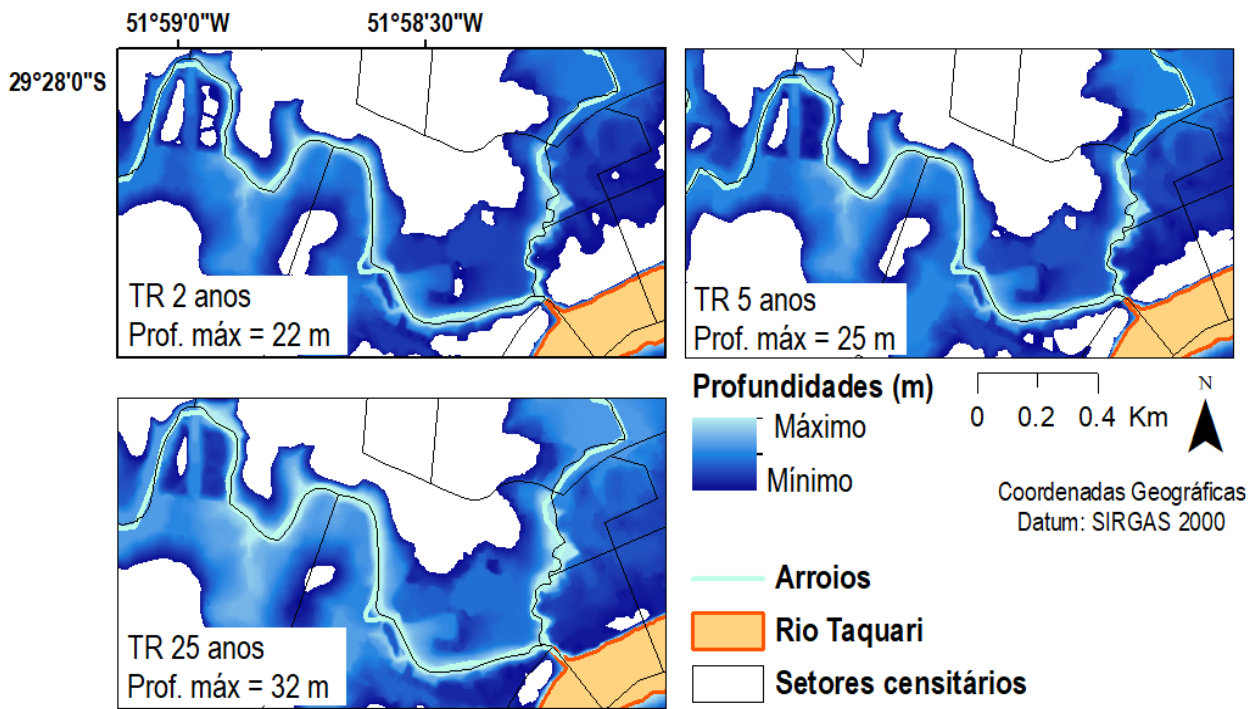 51°59'0"W
51°58'30"W
29°28'0"S
TR 2 anos
Prof. máx = 22 m
TR 5 anos
Prof. máx = 25 m
Profundidades (m)
Máximo
Mínimo
0 0.2 0.4 Km
N
Coordenadas Geográficas
Datum: SIRGAS 2000
Arroios
Rio Taquari
Setores censitários
TR 25 anos
Prof. máx = 32 m